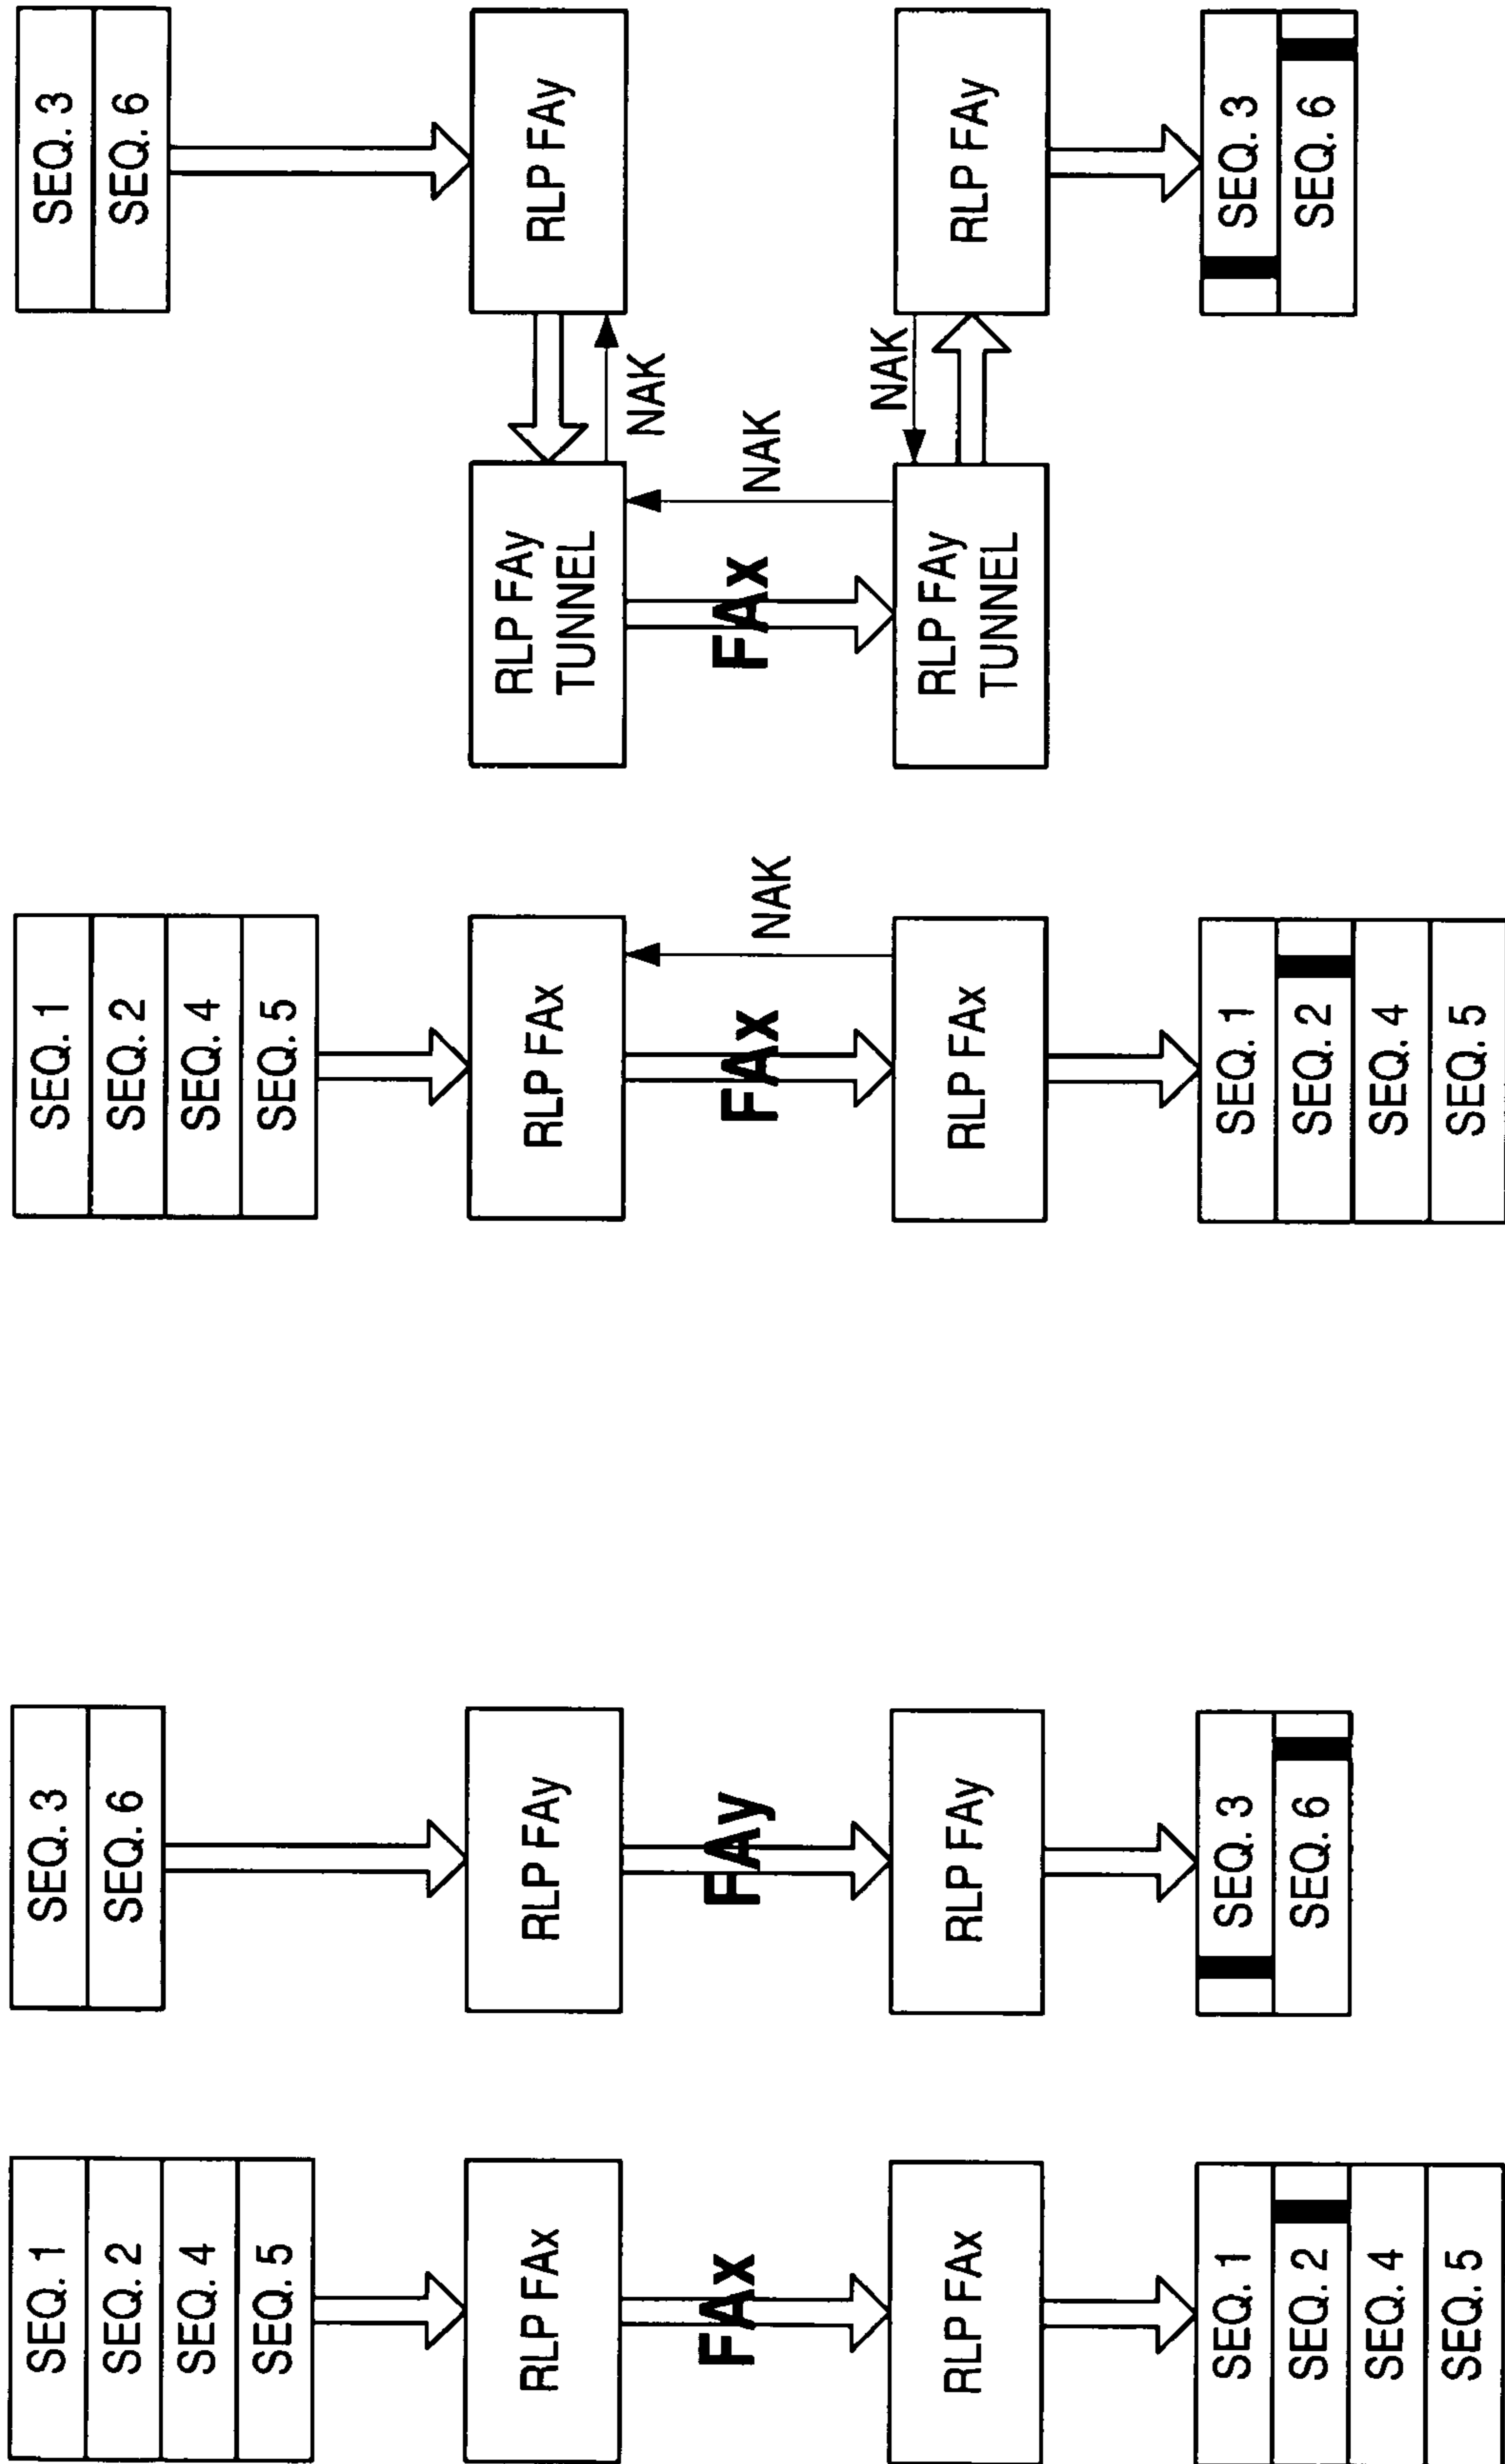 SEQ. 1
SEQ. 2
SEQ. 4
SEQ. 5
RLP FAx
FAx
RLP FAx
SEQ. 1
SEQ. 2
SEQ. 4
SEQ. 5
SEQ. 3
SEQ. 6
RLP FAy
FAy
RLP FAy
SEQ. 3
SEQ. 6
SEQ. 1
SEQ. 2
SEQ. 4
SEQ. 5
RLP FAx
FAx
NAK
RLP FAx
SEQ. 1
SEQ. 2
SEQ. 4
SEQ. 5
SEQ. 3
SEQ. 6
RLP FAy
NAK
RLP FAy
TUNNEL
FAx
NAK
RLP FAy
TUNNEL
NAK
RLP FAy
SEQ. 3
SEQ. 6